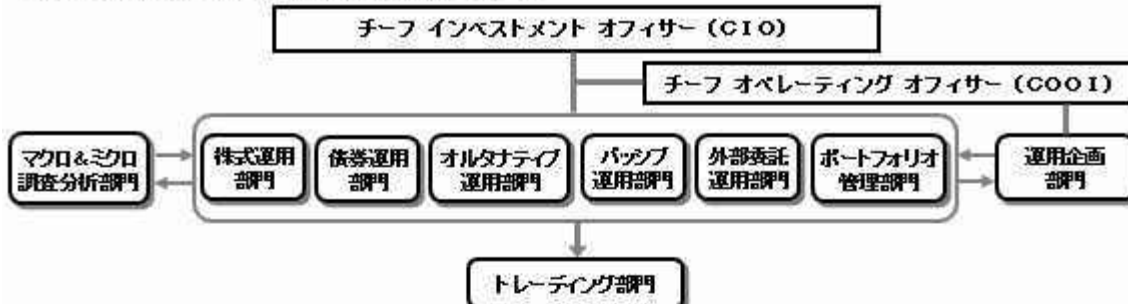 チーフ インベストメント オフィサー (CIO)
チーフ オペレーティング オフィサー (COOI)
マクロ&ミクロ
調査分析部門
株式運用
部門
債券運用
部門
オルタナティブ
運用部門
パッシブ
運用部門
外部委託
運用部門
ポートフォリオ
管理部門
運用企画
部門
トレーディング部門